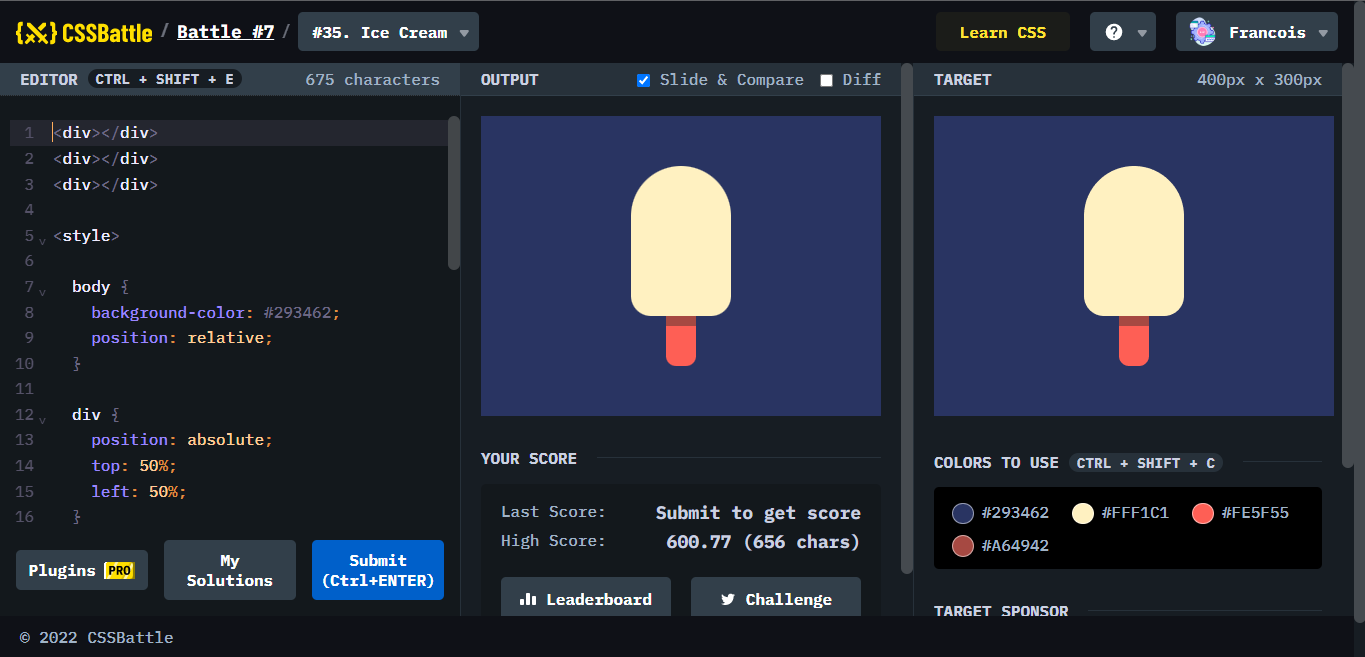 {X} CSSBattle / Battle #7 / #35. Ice Cream
Learn CSS
?
Francois
EDITOR CTRL + SHIFT + E 675 characters
1 <div></div>
2 <div></div>
3 <div></div>
4
5 <style>
6
7 body {
8 background-color: #293462;
9 position: relative;
10 }
11
12 div {
13 position: absolute;
14 top: 50%;
15 left: 50%;
16 }
Plugins PRO
My Solutions
Submit (Ctrl+ENTER)
OUTPUT Slide & Compare Diff
YOUR SCORE
Last Score: Submit to get score
High Score: 600.77 (656 chars)
Leaderboard
Challenge
TARGET 400px x 300px
COLORS TO USE CTRL + SHIFT + C
#293462 #FFF1C1 #FE5F55
#A64942
TARGET SPONSOR
© 2022 CSSBattle